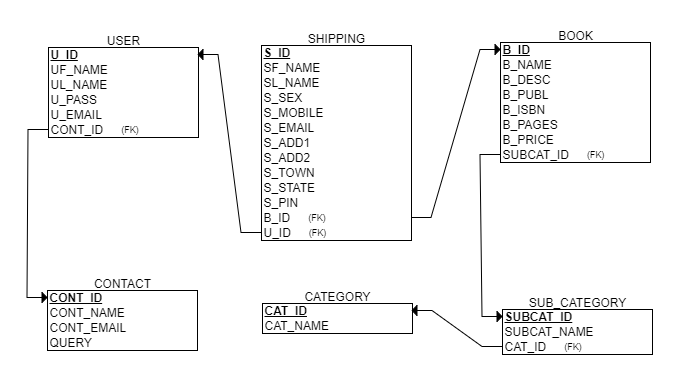 USER
U_ID
UF_NAME
UL_NAME
U_PASS
U_EMAIL
CONT_ID (FK)
SHIPPING
S_ID
SF_NAME
SL_NAME
S_SEX
S_MOBILE
S_EMAIL
S_ADD1
S_ADD2
S_TOWN
S_STATE
S_PIN
B_ID (FK)
U_ID (FK)
BOOK
B_ID
B_NAME
B_DESC
B_PUBL
B_ISBN
B_PAGES
B_PRICE
SUBCAT_ID (FK)
CONTACT
CONT_ID
CONT_NAME
CONT_EMAIL
QUERY
CATEGORY
CAT_ID
CAT_NAME
SUB_CATEGORY
SUBCAT_ID
SUBCAT_NAME
CAT_ID (FK)